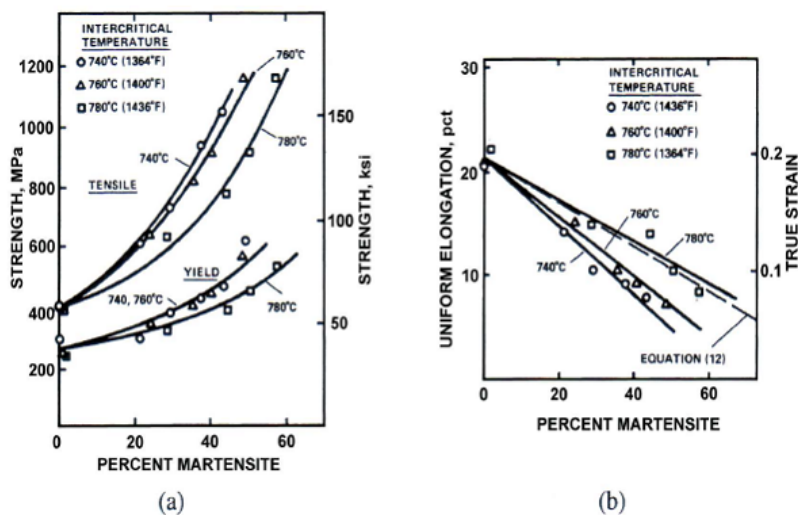 INTERCRITICAL
TEMPERATURE
740°C (1364°F)
760°C (1400°F)
780°C (1436°F)
760°C
740°C
780°C
TENSILE
YIELD
740, 760°C
780°C
1200
1000
800
600
400
200
STRENGTH, MPa
150
100
50
STRENGTH, ksi
0 20 40 60
PERCENT MARTENSITE
(a)
INTERCRITICAL
TEMPERATURE
740°C (1436°F)
760°C (1400°F)
780°C (1364°F)
760°C
780°C
740°C
EQUATION (12)
30
20
10
UNIFORM ELONGATION, pct
0.2
0.1
TRUE STRAIN
0 20 40 60
PERCENT MARTENSITE
(b)